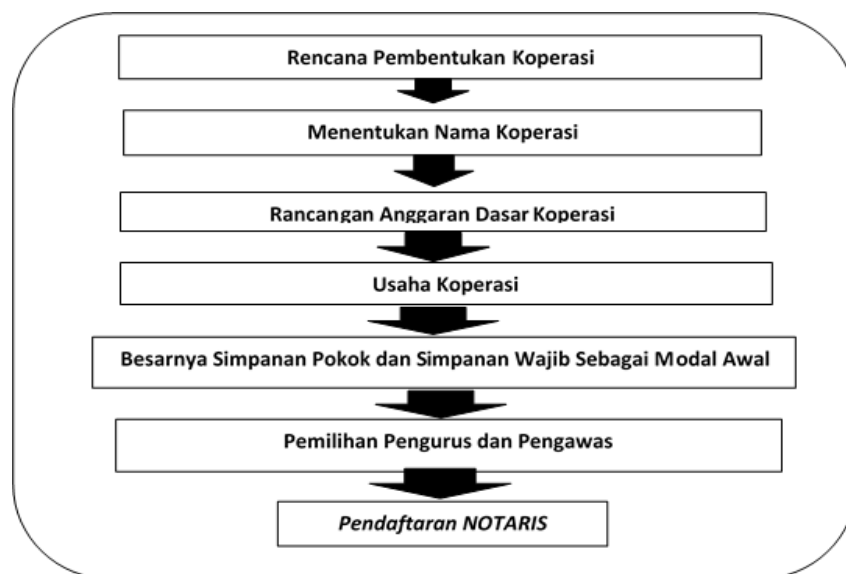 Rencana Pembentukan Koperasi
Menentukan Nama Koperasi
Rancangan Anggaran Dasar Koperasi
Usaha Koperasi
Besarnya Simpanan Pokok dan Simpanan Wajib Sebagai Modal Awal
Pemilihan Pengurus dan Pengawas
Pendaftaran NOTARIS